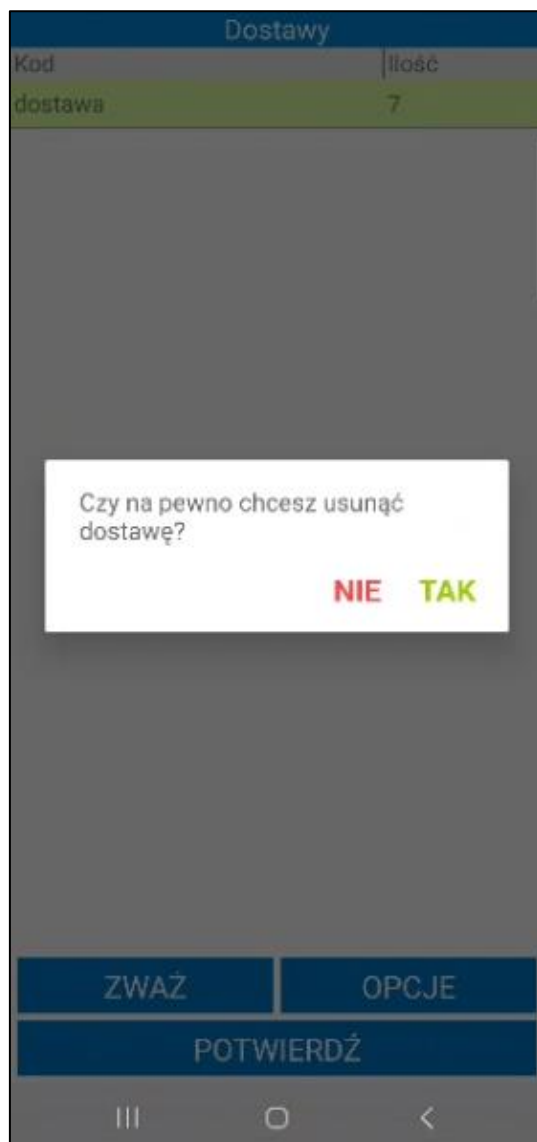 Dostawy
Kod Ilość
dostawa 7
Czy na pewno chcesz usunąć
dostawę?
NIE TAK
ZWAŻ OPCJE
POTWIERDŹ